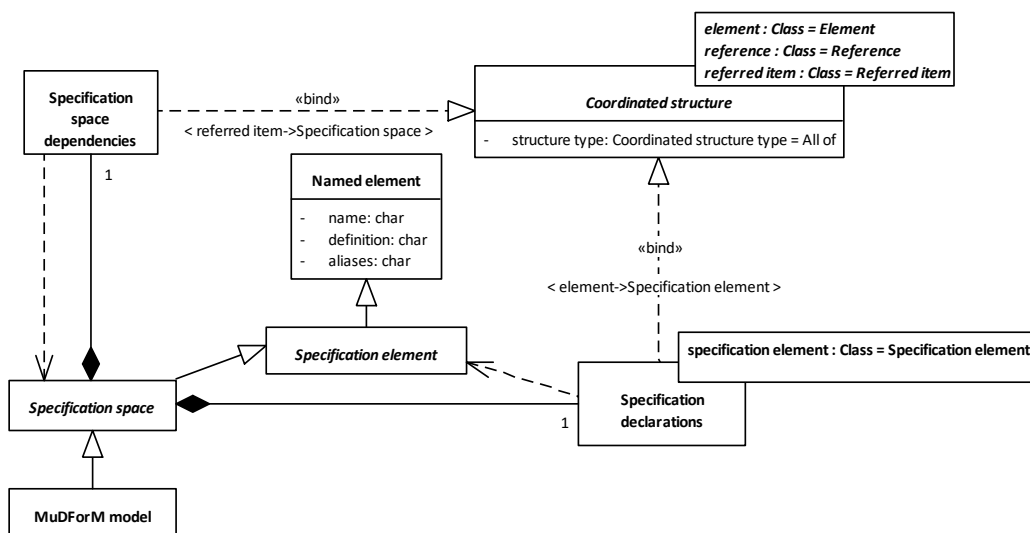 element : Class = Element
reference : Class = Reference
referred item : Class = Referred item
Specification
space
dependencies
«bind»
< referred item->Specification space >
Coordinated structure
- structure type: Coordinated structure type = All of
1
Named element
- name: char
- definition: char
- aliases: char
«bind»
< element->Specification element >
Specification element
specification element : Class = Specification element
Specification space
1
Specification
declarations
MuDForM model